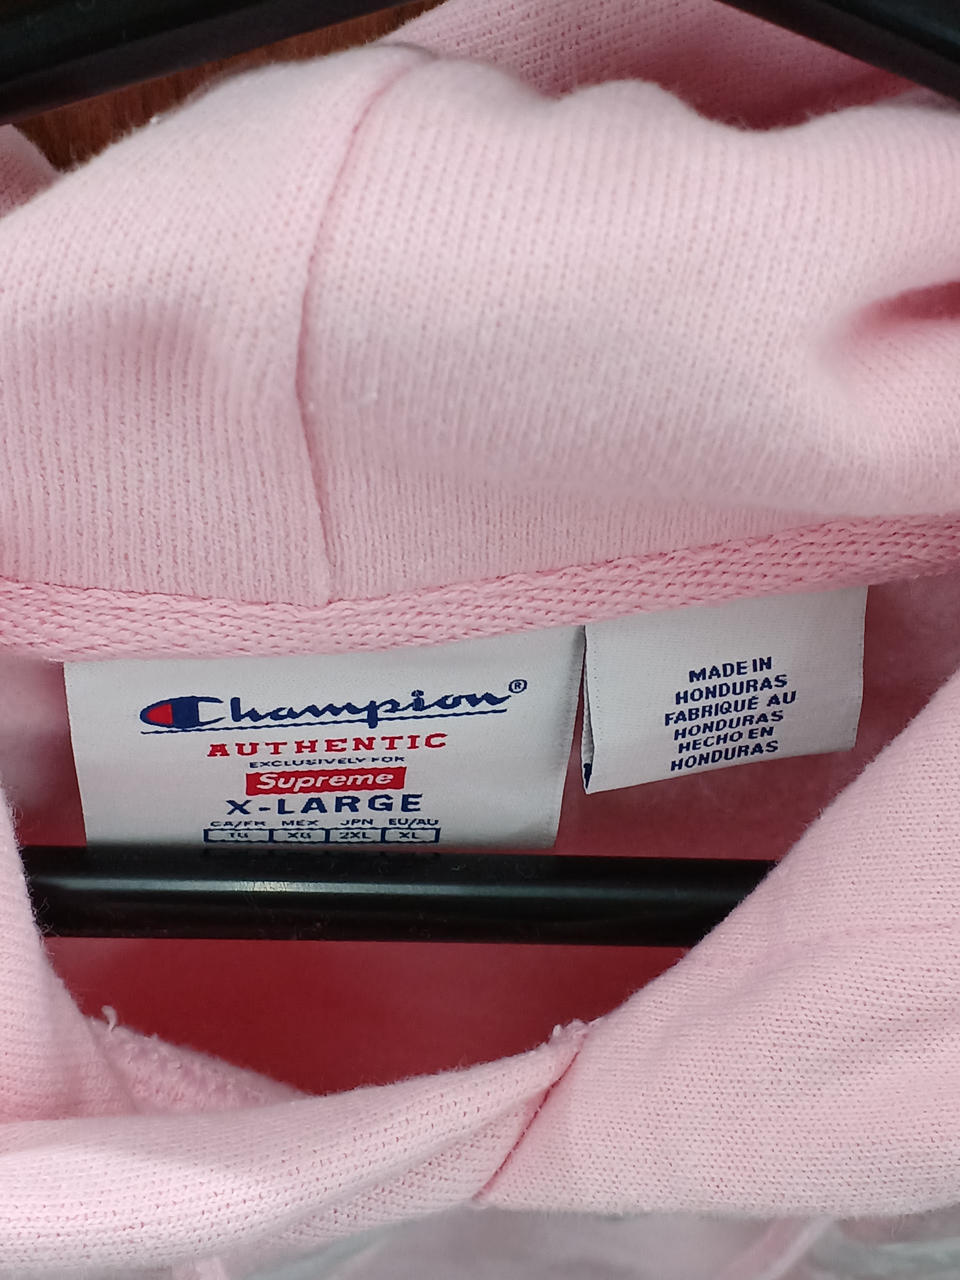 Champion®
AUTHENTIC
EXCLUSIVELY FOR
Supreme
X-LARGE
CA/FR MEX JPN EU/AU
TG XG 2XL XL
MADE IN
HONDURAS
FABRIQUÉ AU
HONDURAS
HECHO EN
HONDURAS